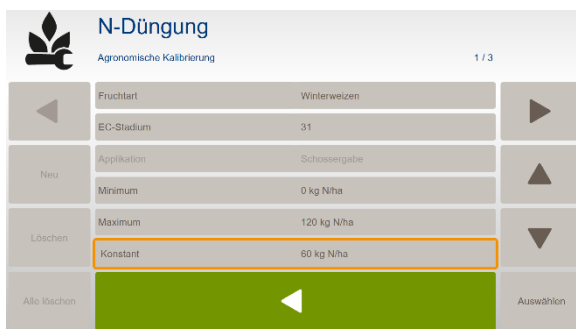 N-Düngung
Agronomische Kalibrierung 1 / 3
Fruchtart Winterweizen
EC-Stadium 31
Applikation Schossergabe
Neu
Minimum 0 kg N/ha
Maximum 120 kg N/ha
Löschen
Konstant 60 kg N/ha
Alle löschen Auswählen